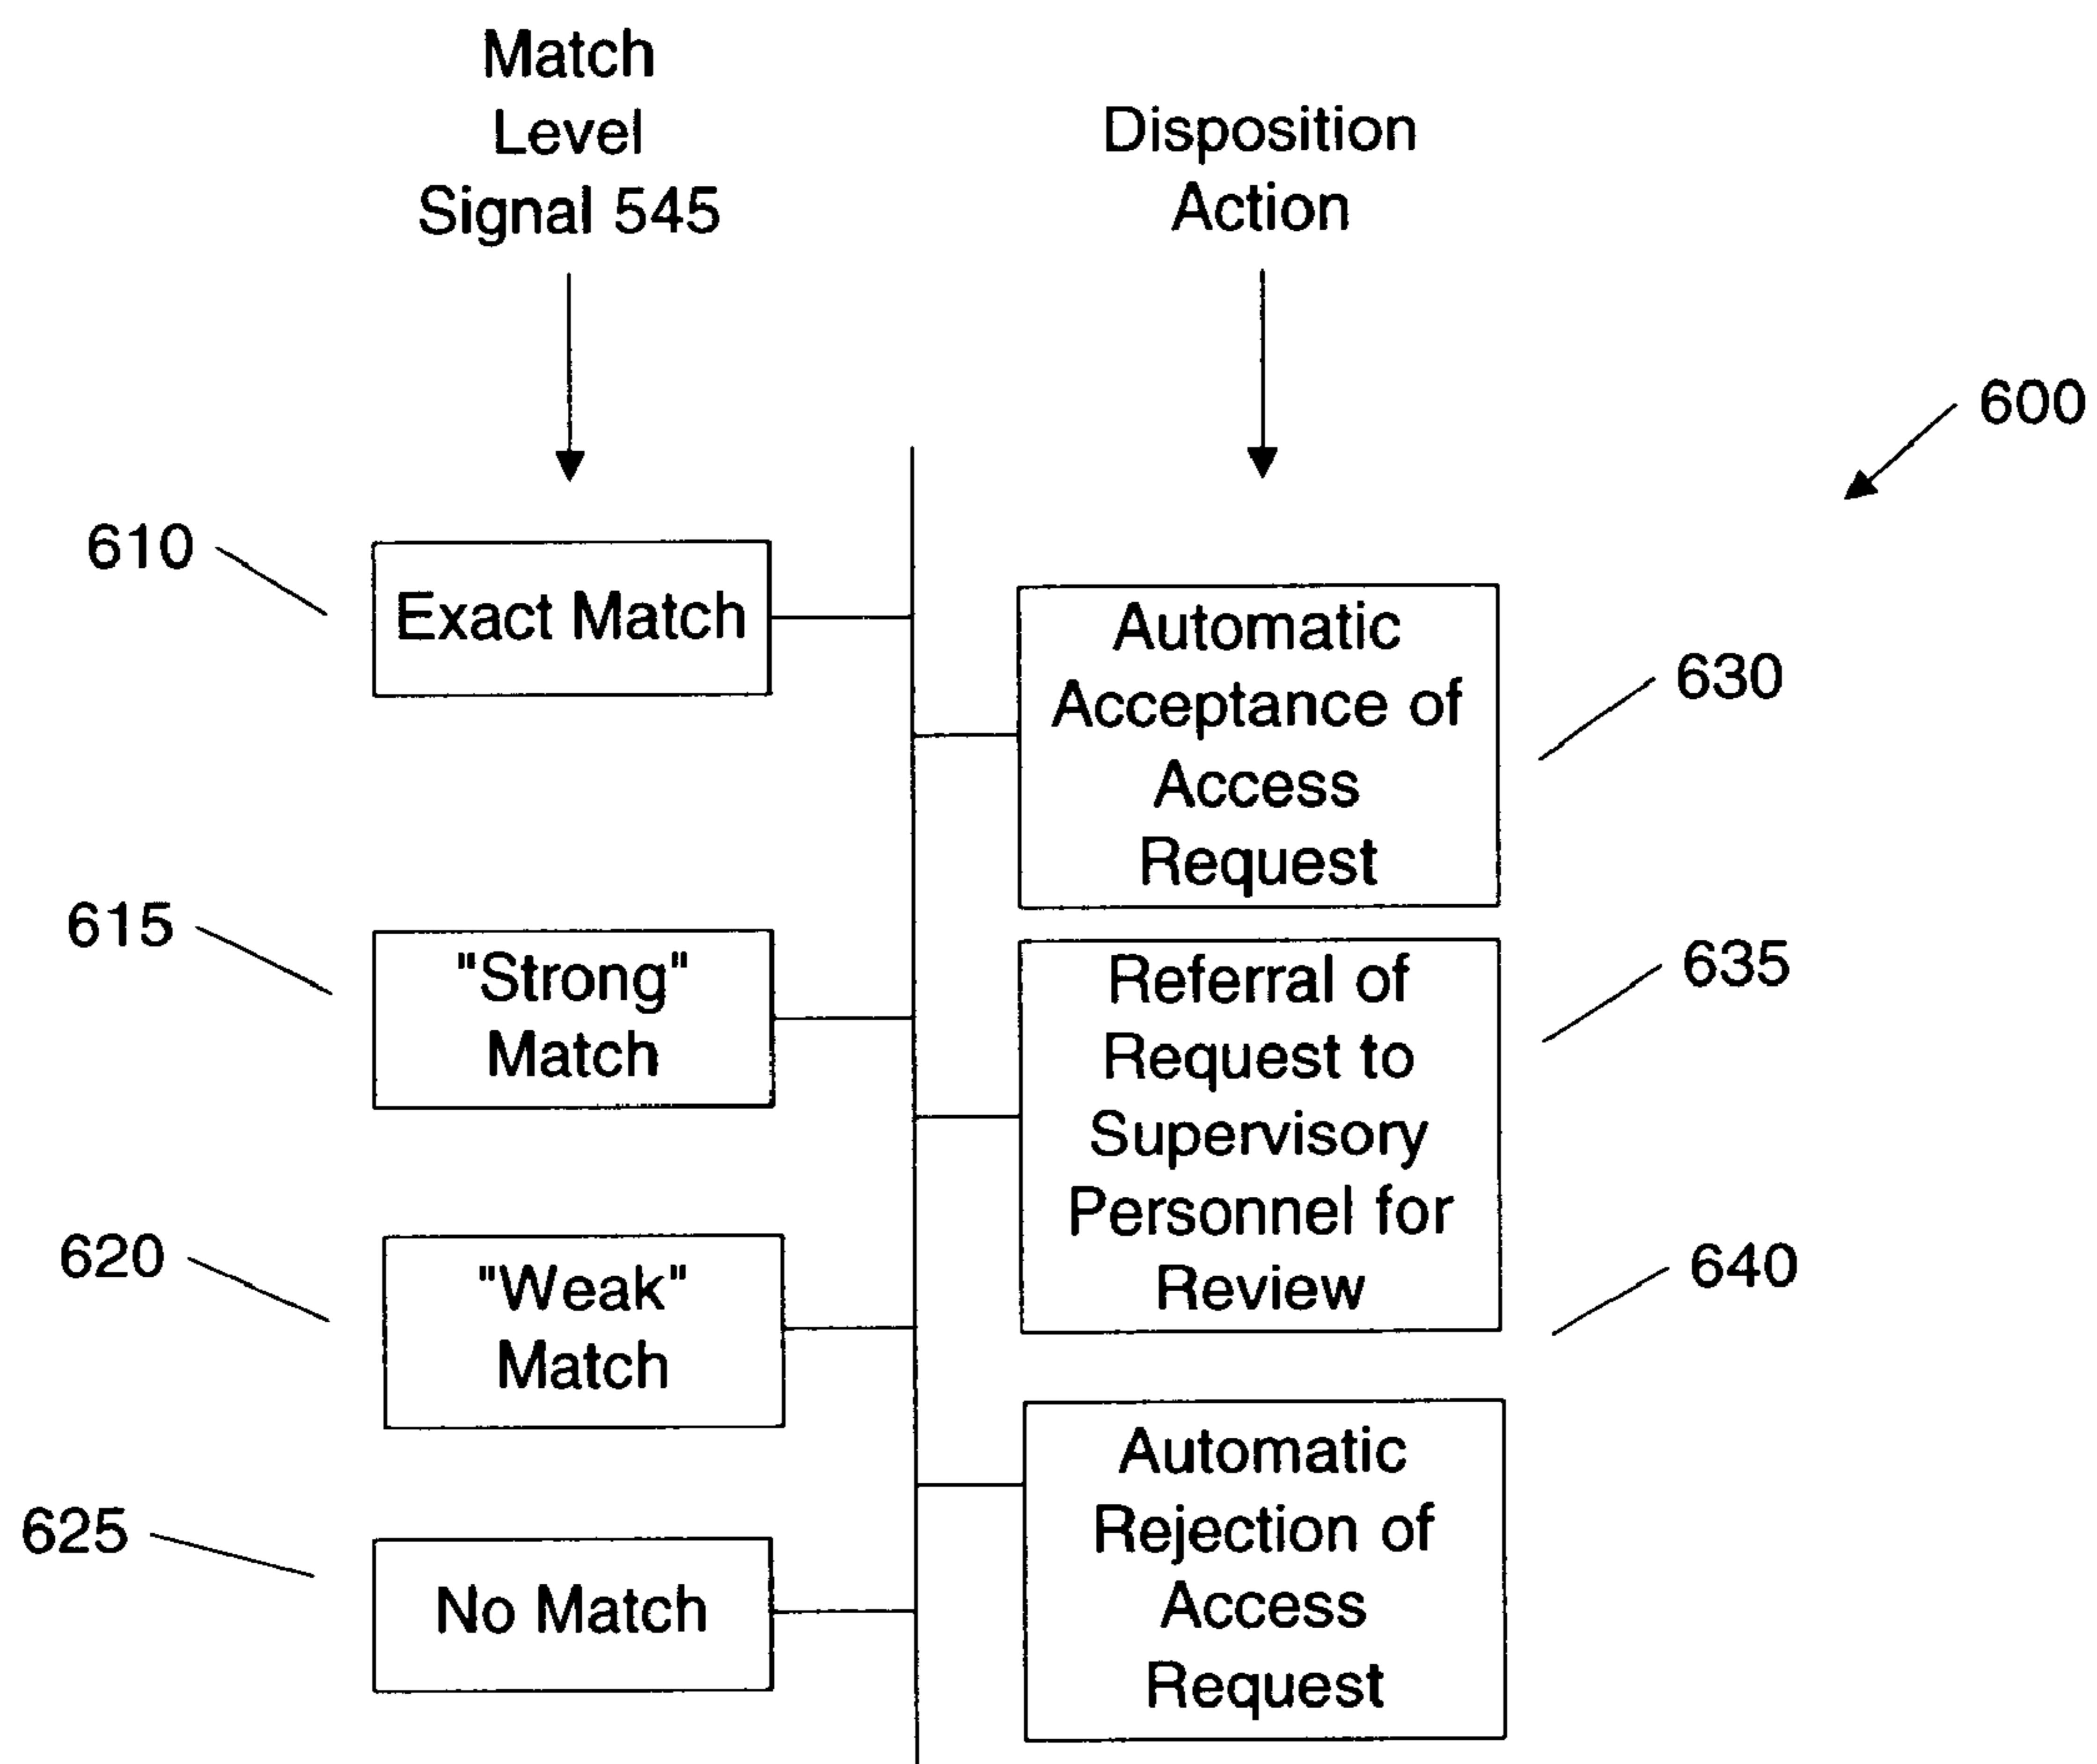 Match
Level
Signal 545
Disposition
Action
600
610
Exact Match
Automatic
Acceptance of
Access
Request
630
615
"Strong"
Match
Referral of
Request to
Supervisory
Personnel for
Review
635
620
"Weak"
Match
640
625
No Match
Automatic
Rejection of
Access
Request